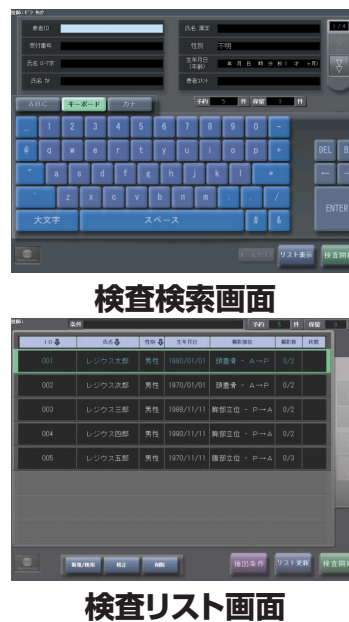 患者ID 氏名 漢字 1/4
受付番号 性別 不明
氏名 ローマ字 生年月日 (年齢) 年 月 日 時 分 秒( 才 ヶ月)
氏名 カナ 患者コメント
ABC キーボード カナ 予約 5 件 保留 3 件
_ 1 2 3 4 5 6 7 8 9 0 -
@ q w e r t y u i o p + DEL B
^ a s d f g h j k l *
z x c v b n m : . / ENTER
大文字 スペース # &
リスト表示 検査開
検査検索画面
条件 予約 5 件 保留 0
ID 氏名 性別 生年月日 撮影部位 撮影数 状態
001 レジウス太郎 男性 1980/01/01 頭蓋骨 - A→P 0/2
002 レジウス次郎 男性 1970/01/01 頭蓋骨 - A→P 0/2
003 レジウス三郎 男性 1988/11/11 胸部立位 - P→A 0/2
004 レジウス四郎 男性 1990/11/11 胸部立位 - P→A 0/2
005 レジウス五郎 男性 1970/11/11 腹部立位 - P→A 0/3
新規/検索 修正 削除 抽出条件 リスト更新 検査開
検査リスト画面